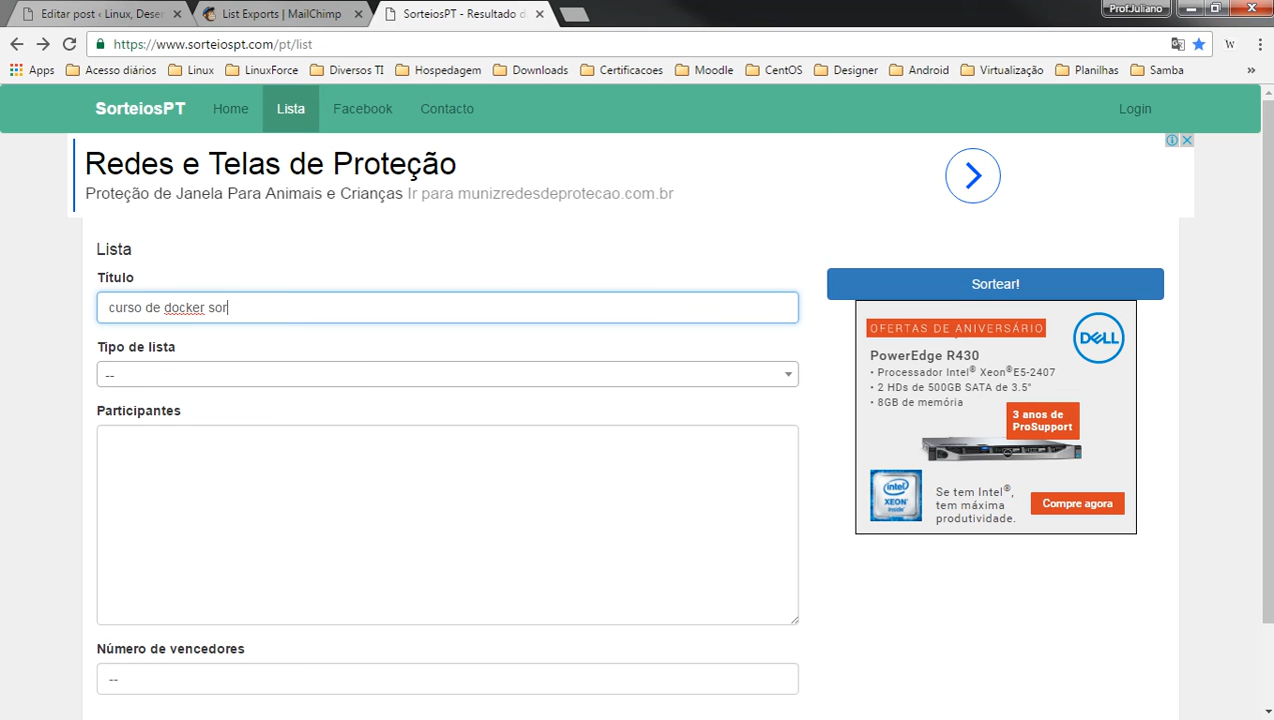 Editar post ‹ Linux, Deser
List Exports | MailChimp
SorteiosPT - Resultado d
Prof.Juliano
https://www.sorteiospt.com/pt/list
W
Apps
Acesso diários
Linux
LinuxForce
Diversos TI
Hospedagem
Downloads
Certificacoes
Moodle
CentOS
Designer
Android
Virtualização
Planilhas
Samba
»
SorteiosPT
Home
Lista
Facebook
Contacto
Login
Redes e Telas de Proteção
Proteção de Janela Para Animais e Crianças Ir para munizredesdeprotecao.com.br
Lista
Título
curso de docker sor
Tipo de lista
--
Participantes
Número de vencedores
--
Sortear!
OFERTAS DE ANIVERSÁRIO
DELL
PowerEdge R430
• Processador Intel® Xeon®E5-2407
• 2 HDs de 500GB SATA de 3.5"
• 8GB de memória
3 anos de
ProSupport
intel
XEON
inside™
Se tem Intel®,
tem máxima
produtividade.
Compre agora